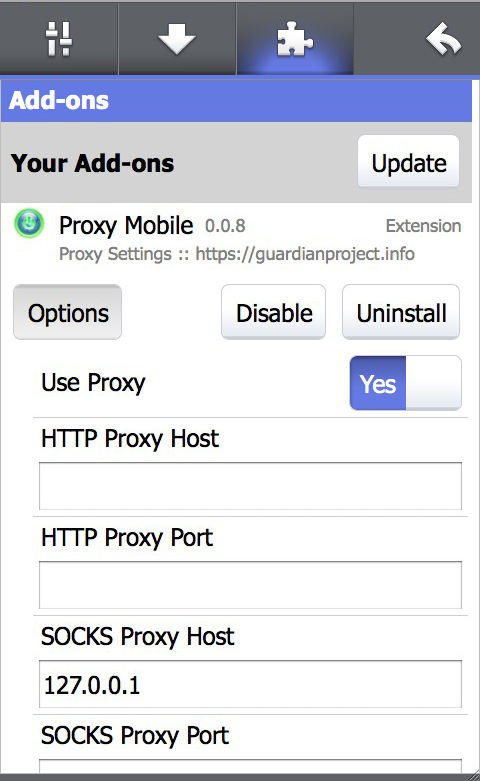 Add-ons
Your Add-ons Update
Proxy Mobile 0.0.8 Extension
Proxy Settings :: https://guardianproject.info
Options Disable Uninstall
Use Proxy Yes
HTTP Proxy Host
HTTP Proxy Port
SOCKS Proxy Host
127.0.0.1
SOCKS Proxy Port